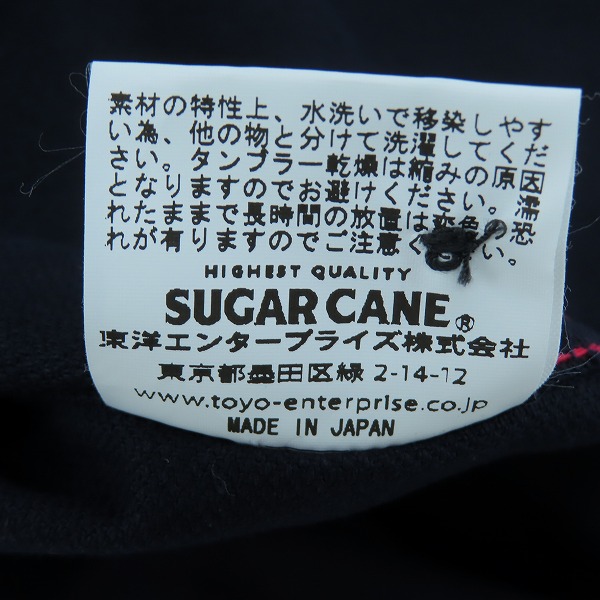 素材の特性上、水洗いで移染しやす
い為、他の物と分けて洗濯してくだ
さい。タンブラー乾燥は縮みの原因
となりますのでお避けください。濡
れたままで長時間の放置は変色の恐
れが有りますのでご注意ください。
HIGHEST QUALITY
SUGAR CANE®
東洋エンタープライズ株式会社
東京都墨田区緑 2-14-12
www.toyo-enterprise.co.jp
MADE IN JAPAN